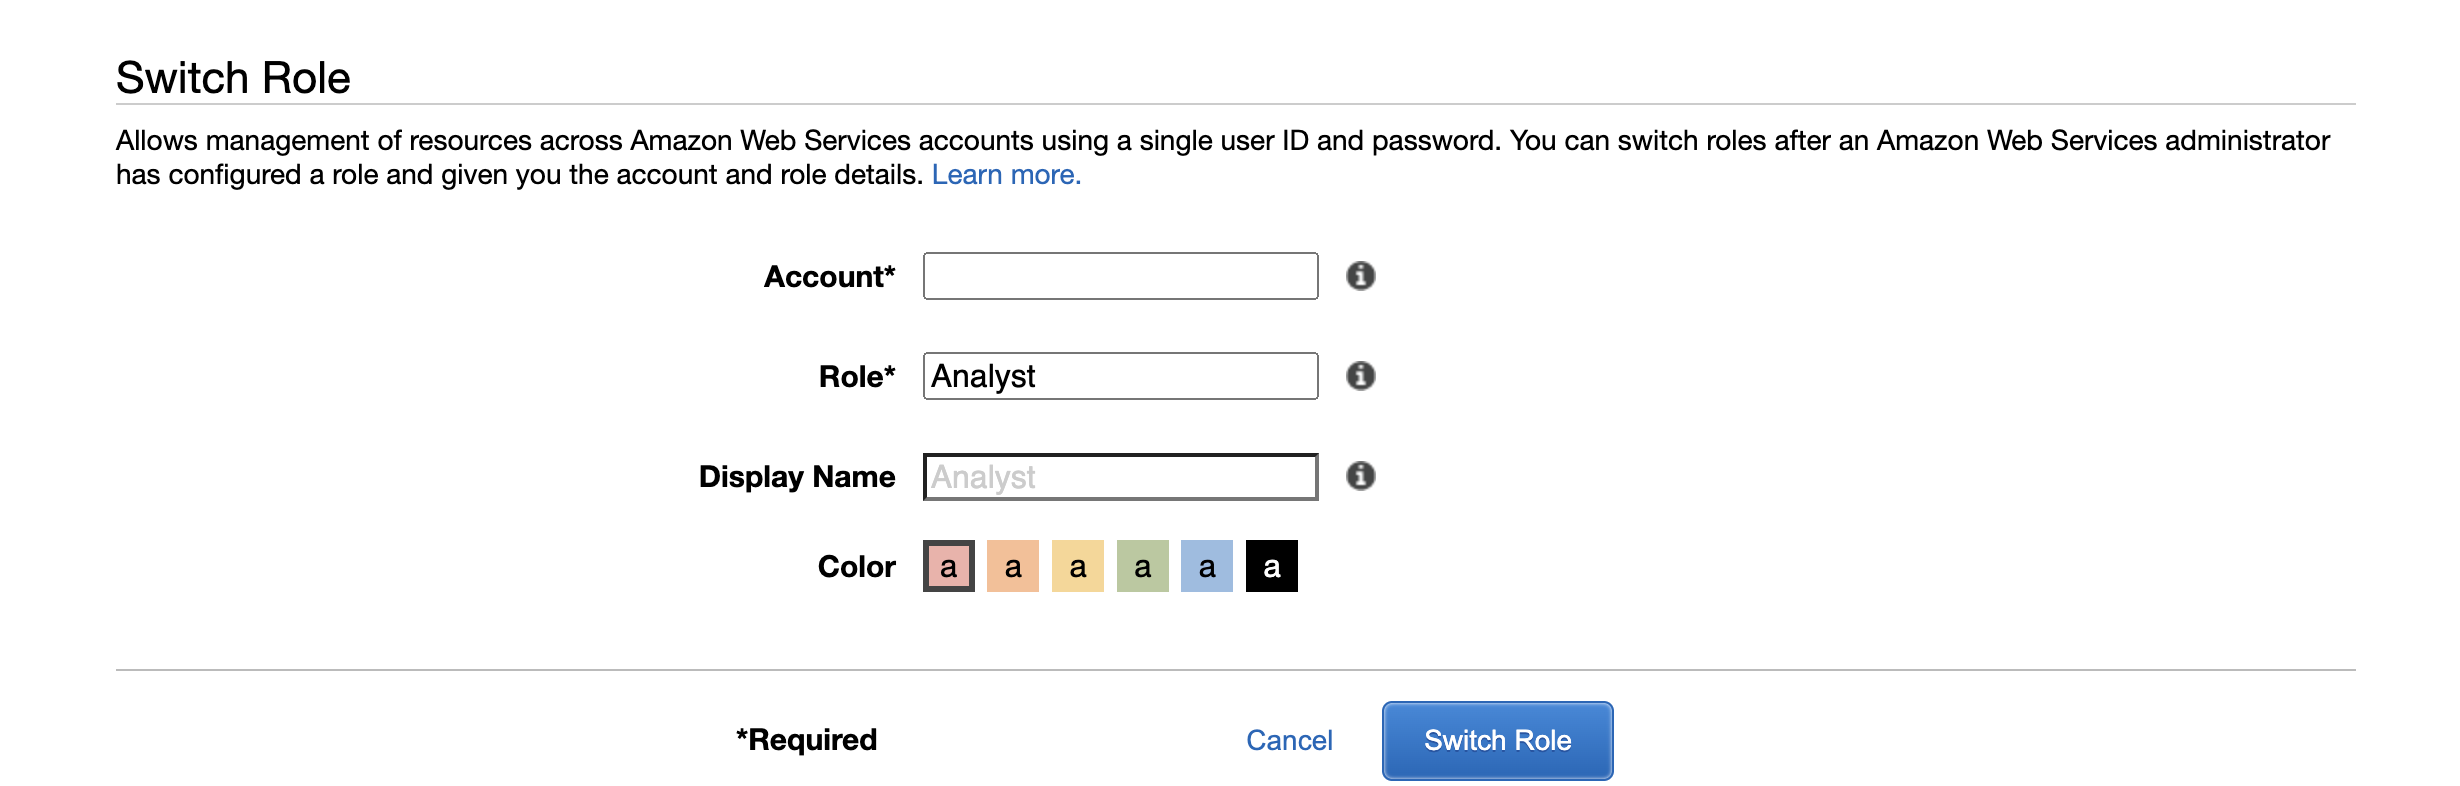 Switch Role
Allows management of resources across Amazon Web Services accounts using a single user ID and password. You can switch roles after an Amazon Web Services administrator
has configured a role and given you the account and role details. Learn more.
Account*
Role* Analyst
Display Name Analyst
Color a a a a a a
*Required Cancel Switch Role